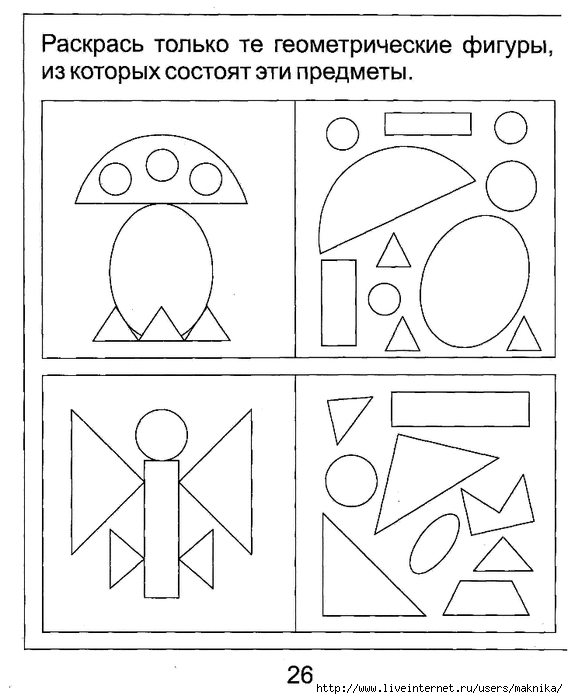 Раскрась только те геометрические фигуры,
из которых состоят эти предметы.
26
http://www.liveinternet.ru/users/maknika/